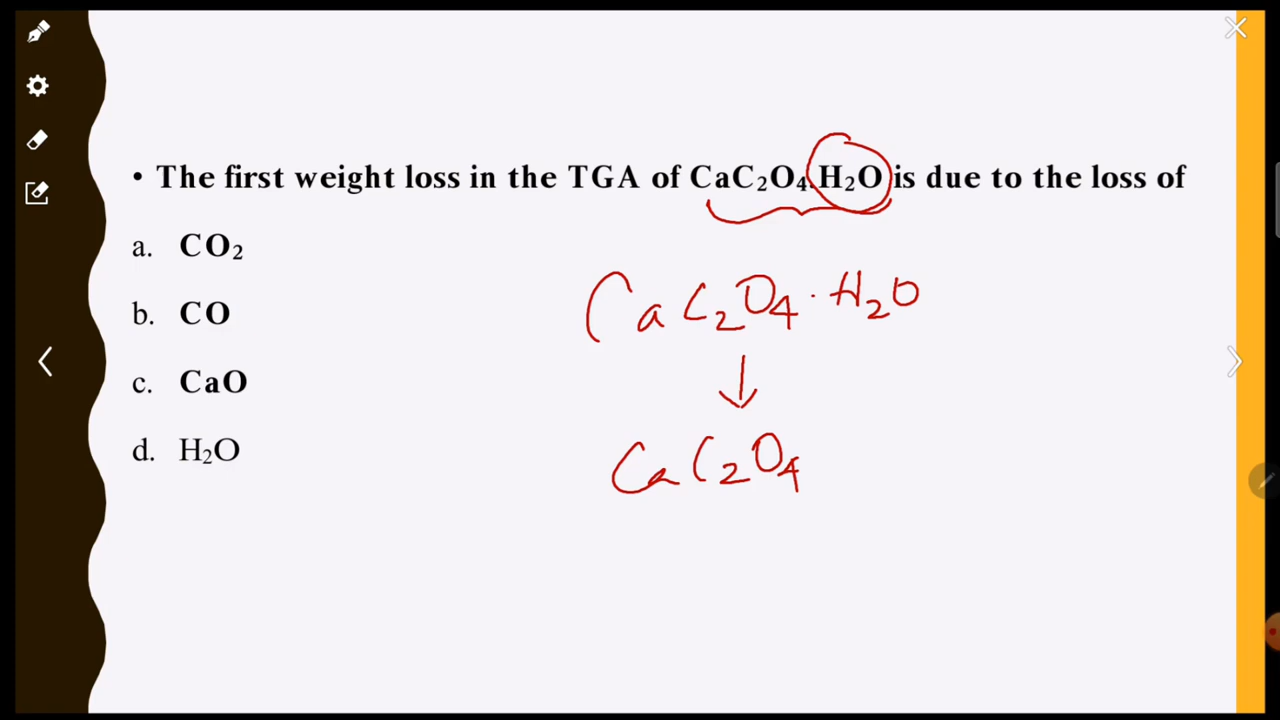 • The first weight loss in the TGA of CaC₂O₄.H₂O is due to the loss of
a. CO₂
b. CO
c. CaO
d. H₂O
CaC₂O₄·H₂O
↓
CaC₂O₄